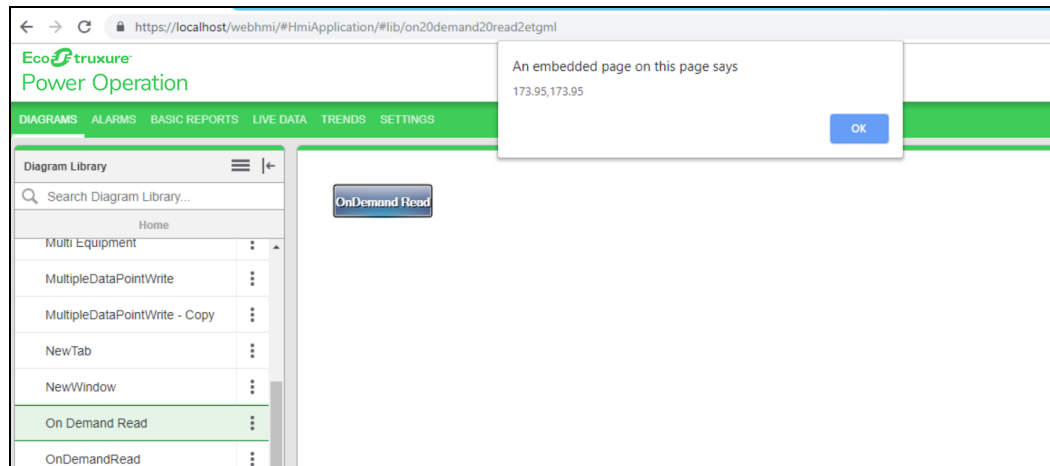 https://localhost/webhmi/#HmiApplication/#lib/on20demand20read2etgml
EcoStruxure
Power Operation
An embedded page on this page says
173.95,173.95
OK
DIAGRAMS ALARMS BASIC REPORTS LIVE DATA TRENDS SETTINGS
Diagram Library
Search Diagram Library...
Home
OnDemand Read
Multi Equipment
MultipleDataPointWrite
MultipleDataPointWrite - Copy
NewTab
NewWindow
On Demand Read
OnDemandRead